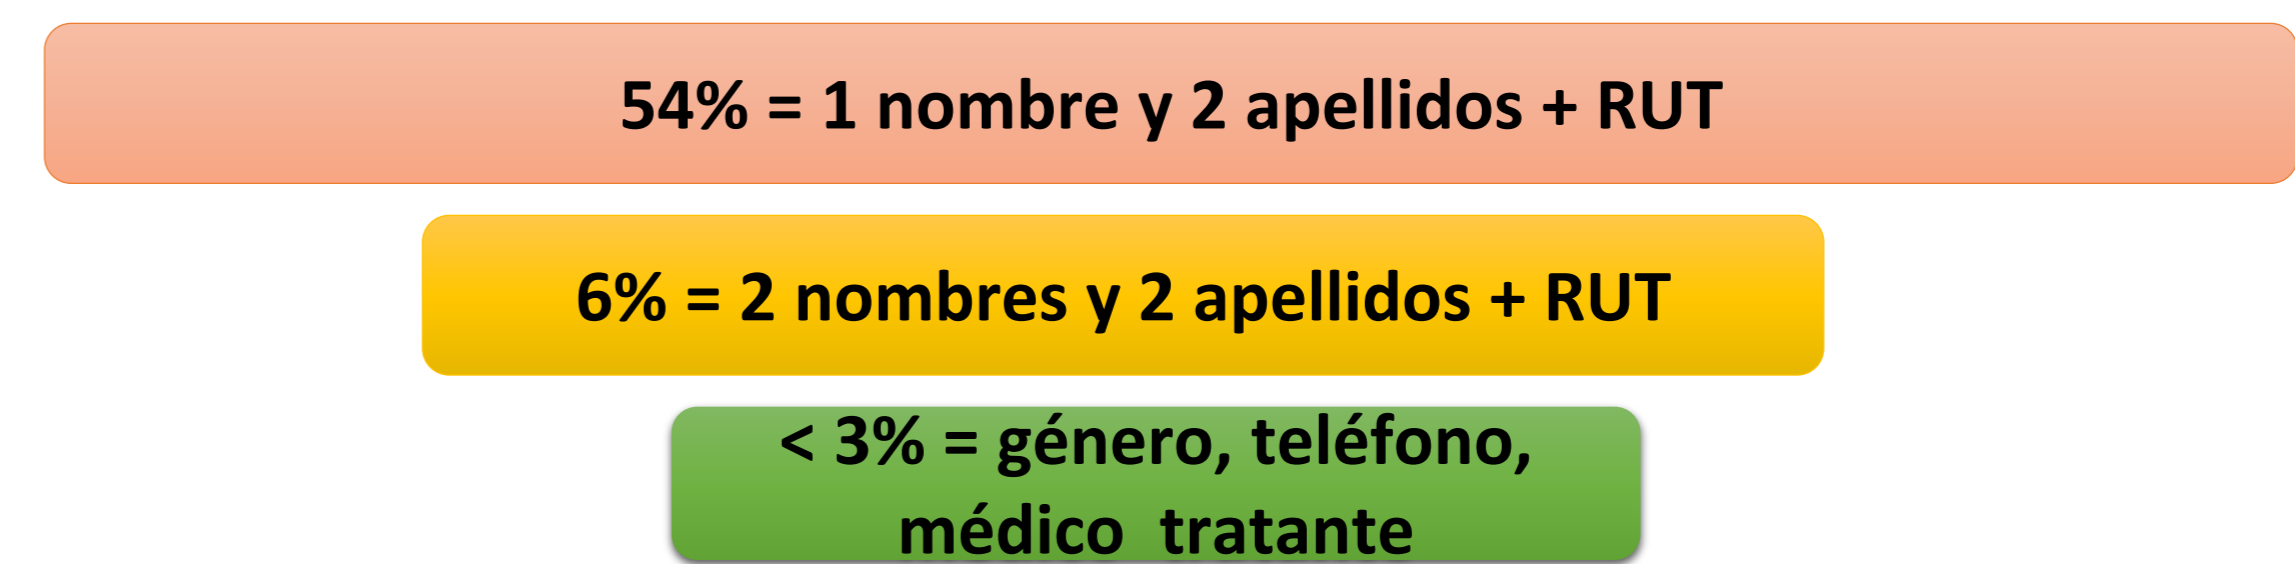 54% = 1 nombre y 2 apellidos + RUT
6% = 2 nombres y 2 apellidos + RUT
< 3% = género, teléfono,
médico  tratante